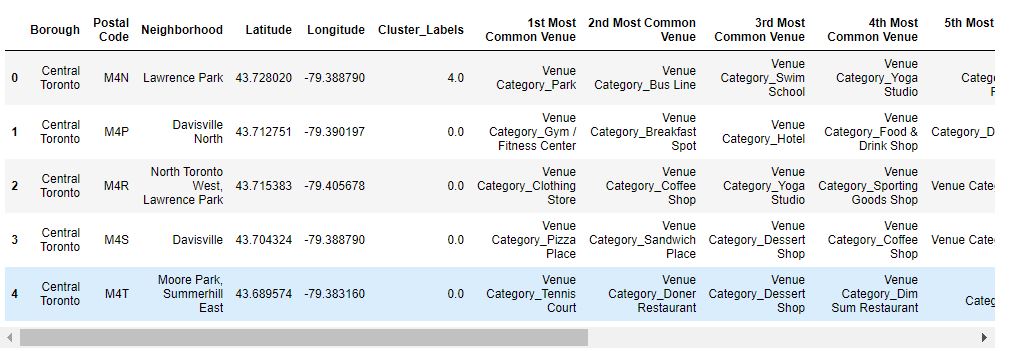 Borough Postal Code Neighborhood Latitude Longitude Cluster_Labels 1st Most Common Venue 2nd Most Common Venue 3rd Most Common Venue 4th Most Common Venue 5th Most
0 Central Toronto M4N Lawrence Park 43.728020 -79.388790 4.0 Venue Category_Park Venue Category_Bus Line Venue Category_Swim School Venue Category_Yoga Studio
1 Central Toronto M4P Davisville North 43.712751 -79.390197 0.0 Venue Category_Gym / Fitness Center Venue Category_Breakfast Spot Venue Category_Hotel Venue Category_Food & Drink Shop Category_D
2 Central Toronto M4R North Toronto West, Lawrence Park 43.715383 -79.405678 0.0 Venue Category_Clothing Store Venue Category_Coffee Shop Venue Category_Yoga Studio Venue Category_Sporting Goods Shop Venue Cate
3 Central Toronto M4S Davisville 43.704324 -79.388790 0.0 Venue Category_Pizza Place Venue Category_Sandwich Place Venue Category_Dessert Shop Venue Category_Coffee Shop Venue Cate
4 Central Toronto M4T Moore Park, Summerhill East 43.689574 -79.383160 0.0 Venue Category_Tennis Court Venue Category_Doner Restaurant Venue Category_Dessert Shop Venue Category_Dim Sum Restaurant